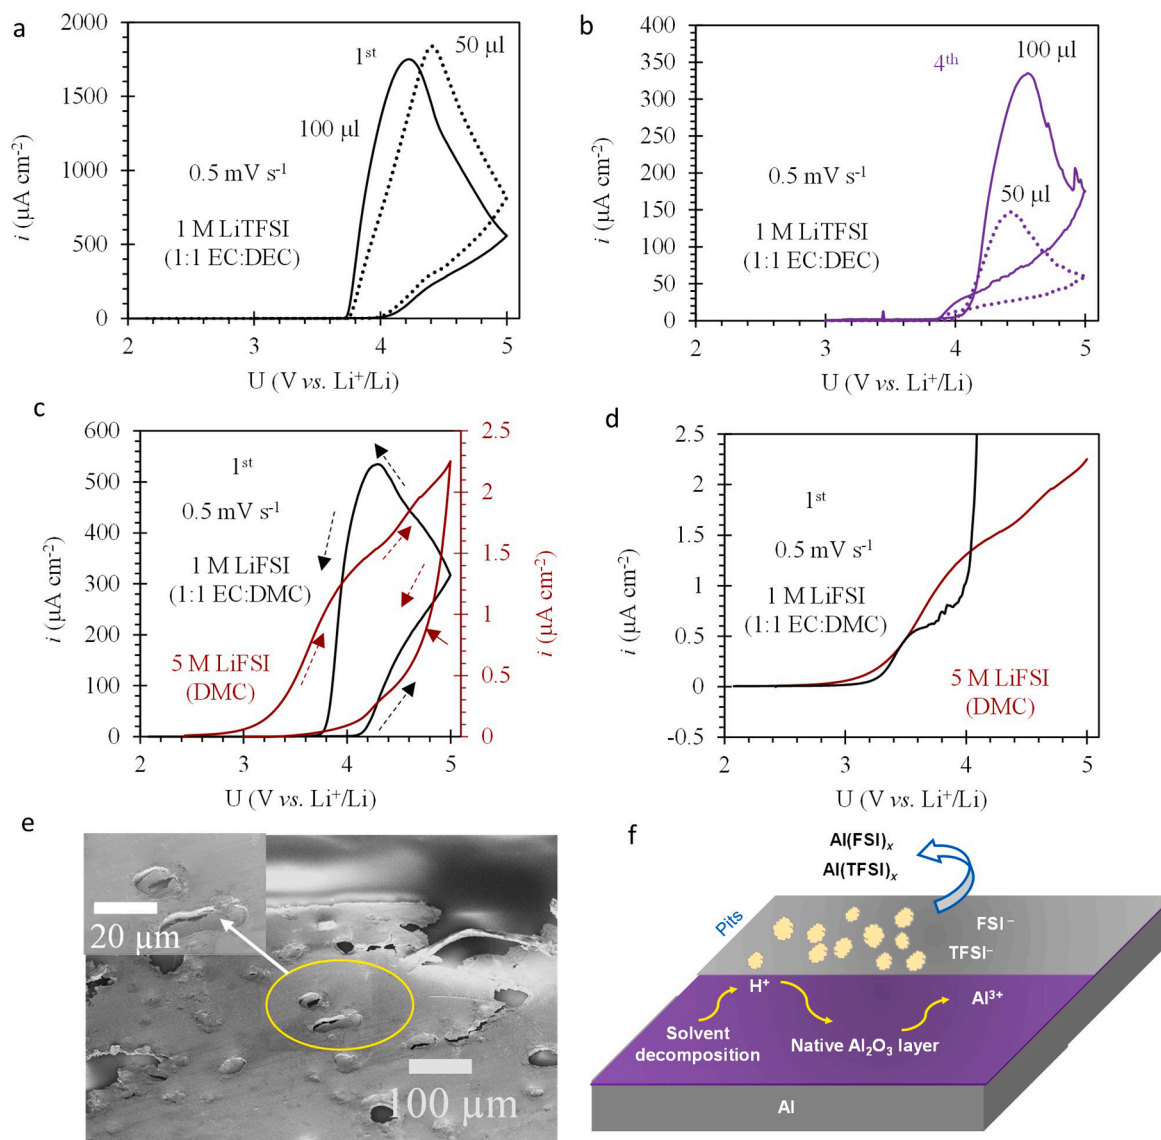 a
2000
1500
1000
500
0
i (µA cm⁻²)
1ˢᵗ
50 µl
100 µl
0.5 mV s⁻¹
1 M LiTFSI
(1:1 EC:DEC)
2
3
4
5
U (V vs. Li⁺/Li)
b
400
350
300
250
200
150
100
50
0
i (µA cm⁻²)
4ᵗʰ
100 µl
0.5 mV s⁻¹
50 µl
1 M LiTFSI
(1:1 EC:DEC)
2
3
4
5
U (V vs. Li⁺/Li)
c
600
500
400
300
200
100
0
i (µA cm⁻²)
1ˢᵗ
0.5 mV s⁻¹
1 M LiFSI
(1:1 EC:DMC)
5 M LiFSI
(DMC)
2.5
2
1.5
1
0.5
0
i (µA cm⁻²)
2
3
4
5
U (V vs. Li⁺/Li)
d
2.5
2
1.5
1
0.5
0
-0.5
i (µA cm⁻²)
1ˢᵗ
0.5 mV s⁻¹
1 M LiFSI
(1:1 EC:DMC)
5 M LiFSI
(DMC)
2
3
4
5
U (V vs. Li⁺/Li)
e
20 µm
100 µm
f
Al(FSI)ₓ
Al(TFSI)ₓ
Pits
FSI⁻
TFSI⁻
H⁺
Al³⁺
Solvent
decomposition
Native Al₂O₃ layer
Al